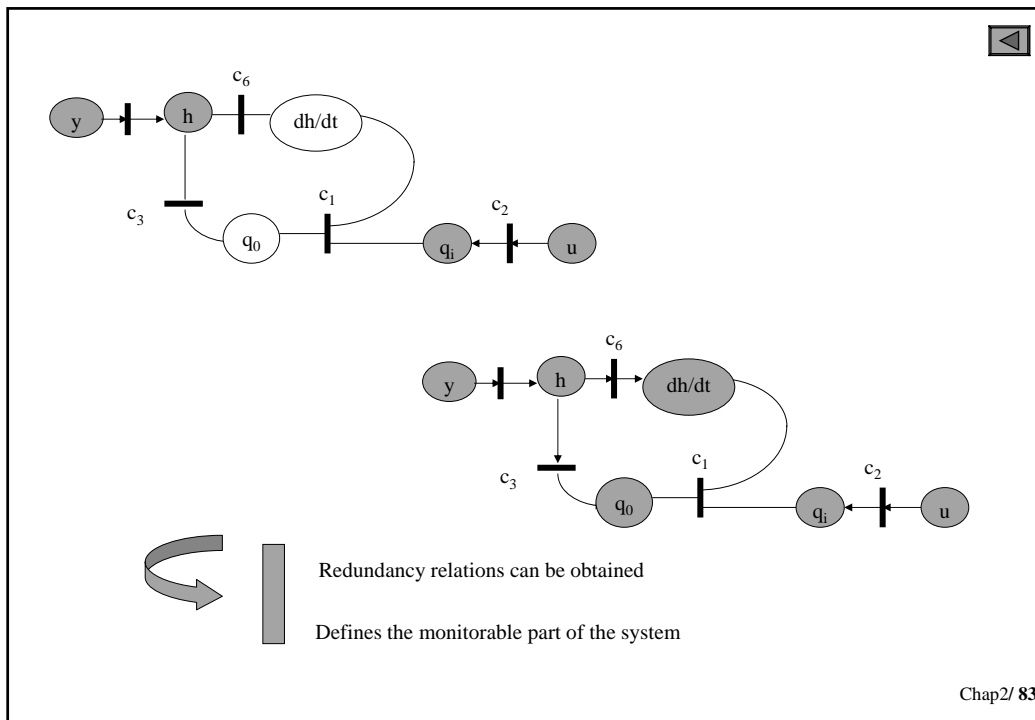 c6
y
h
dh/dt
c1
c2
c3
q0
qi
u
c6
y
h
dh/dt
c1
c2
c3
q0
qi
u
Redundancy relations can be obtained
Defines the monitorable part of the system
Chap2/ 83